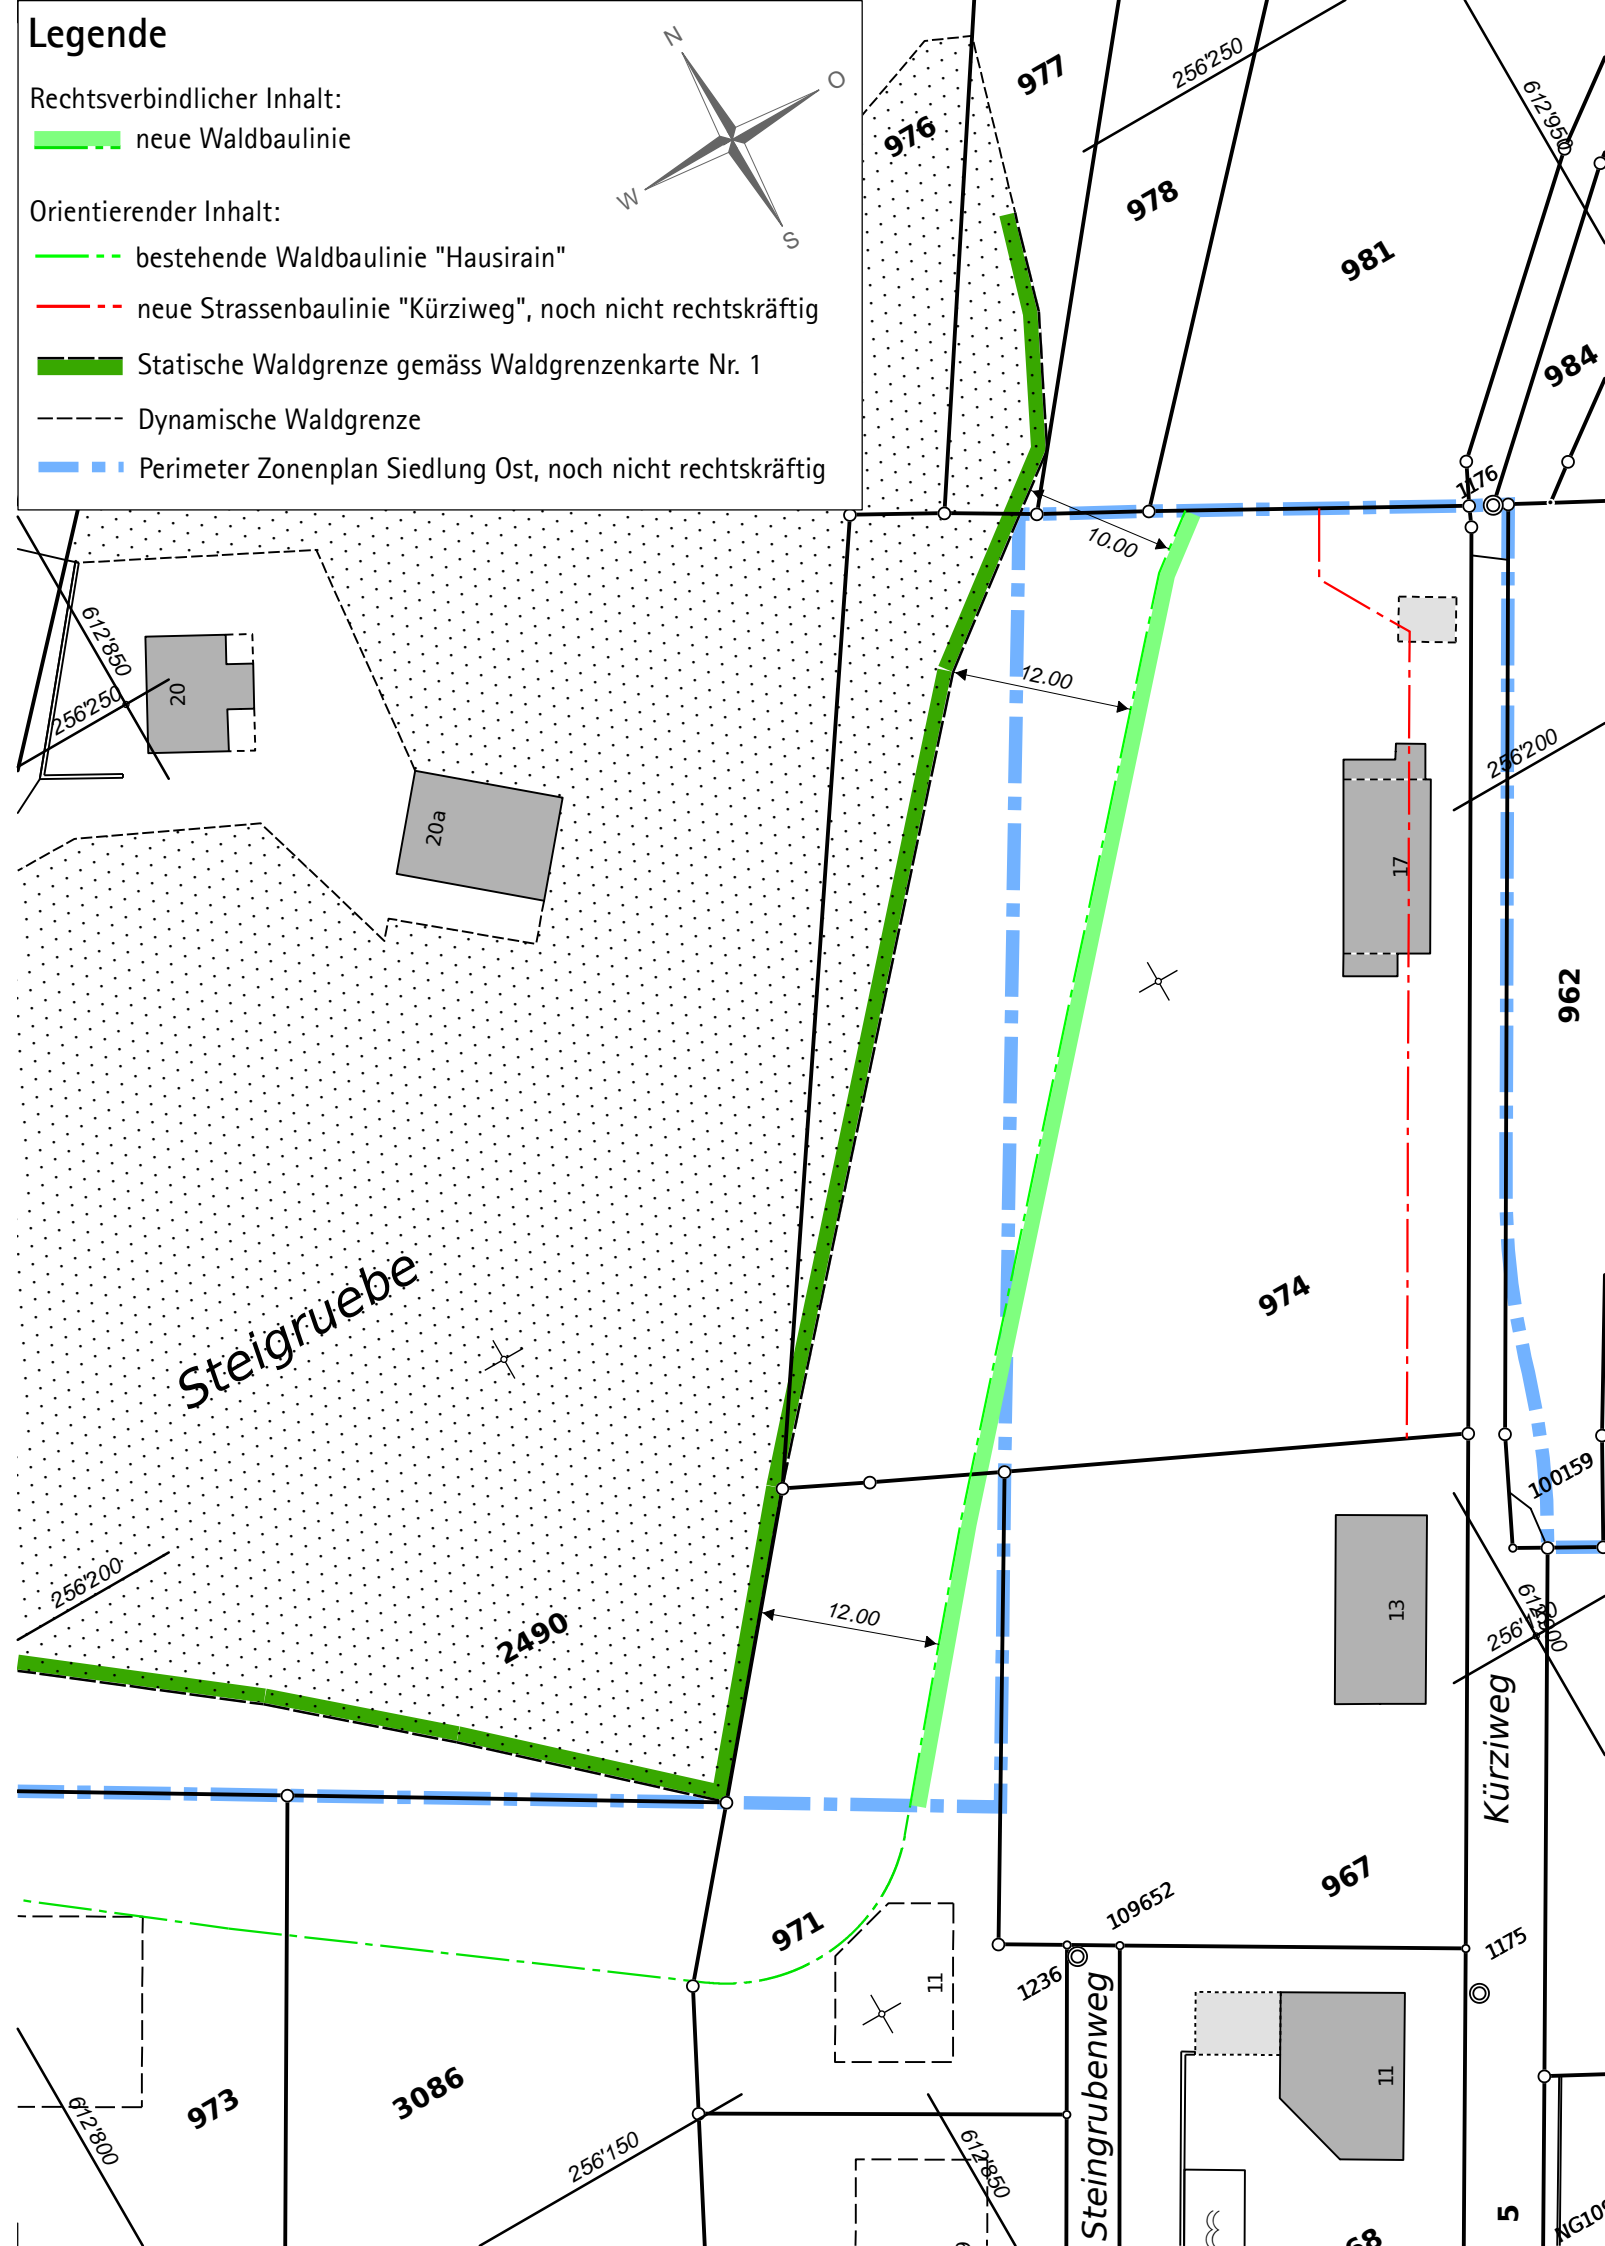 Legende
Rechtsverbindlicher Inhalt:
neue Waldbaulinie
Orientierender Inhalt:
bestehende Waldbaulinie "Hausirain"
neue Strassenbaulinie "Kürziweg", noch nicht rechtskräftig
Statische Waldgrenze gemäss Waldgrenzenkarte Nr. 1
Dynamische Waldgrenze
Perimeter Zonenplan Siedlung Ost, noch nicht rechtskräftig
N
O
W
S
977
256'250
612'950
976
978
981
984
1176
10.00
612'850
20
256'250
12.00
256'200
20a
17
962
974
Steigruebe
100159
256'200
2490
12.00
13
Kürziweg
967
109652
971
1175
1236
11
11
Steingrubenweg
973
3086
612'800
256'150
612'850
5